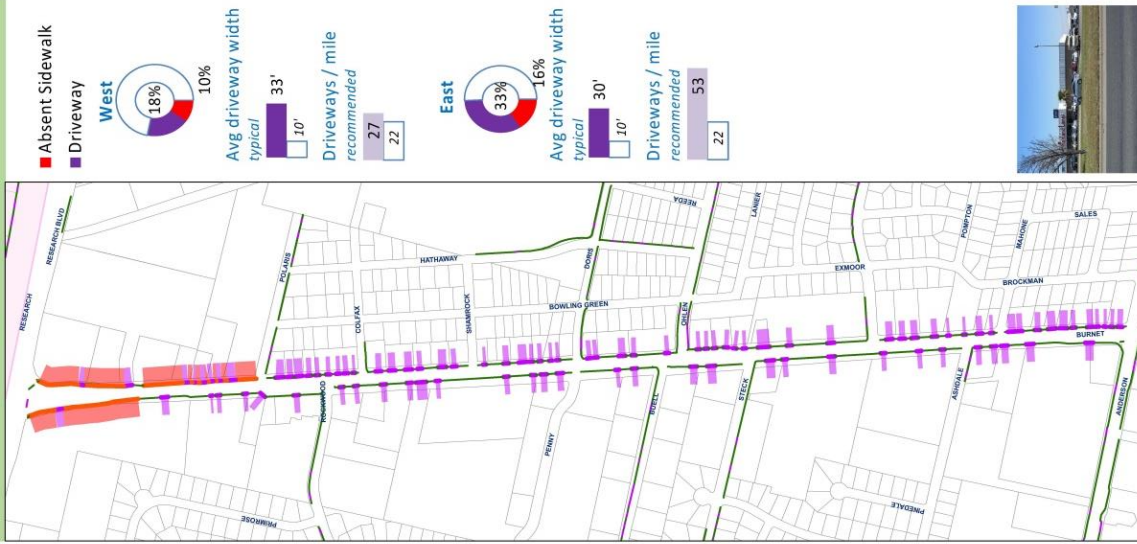 Absent Sidewalk
Driveway
West
18%
10%
Avg driveway width
typical
33'
10'
Driveways / mile
recommended
27
22
East
33%
16%
Avg driveway width
typical
30'
10'
Driveways / mile
recommended
53
22
RESEARCH
RESEARCH BLVD
POLARIS
HATHAWAY
COLFAX
SHAMROCK
BOWLING GREEN
DORIS
REEDA
OHLEN
LANIER
EXMOOR
POMPTON
MAHONE
SALES
BROCKMAN
BURNET
ROCKWOOD
PENNY
BUELL
STECK
ASHDALE
ANDERSON
PRIMROSE
PINEDALE